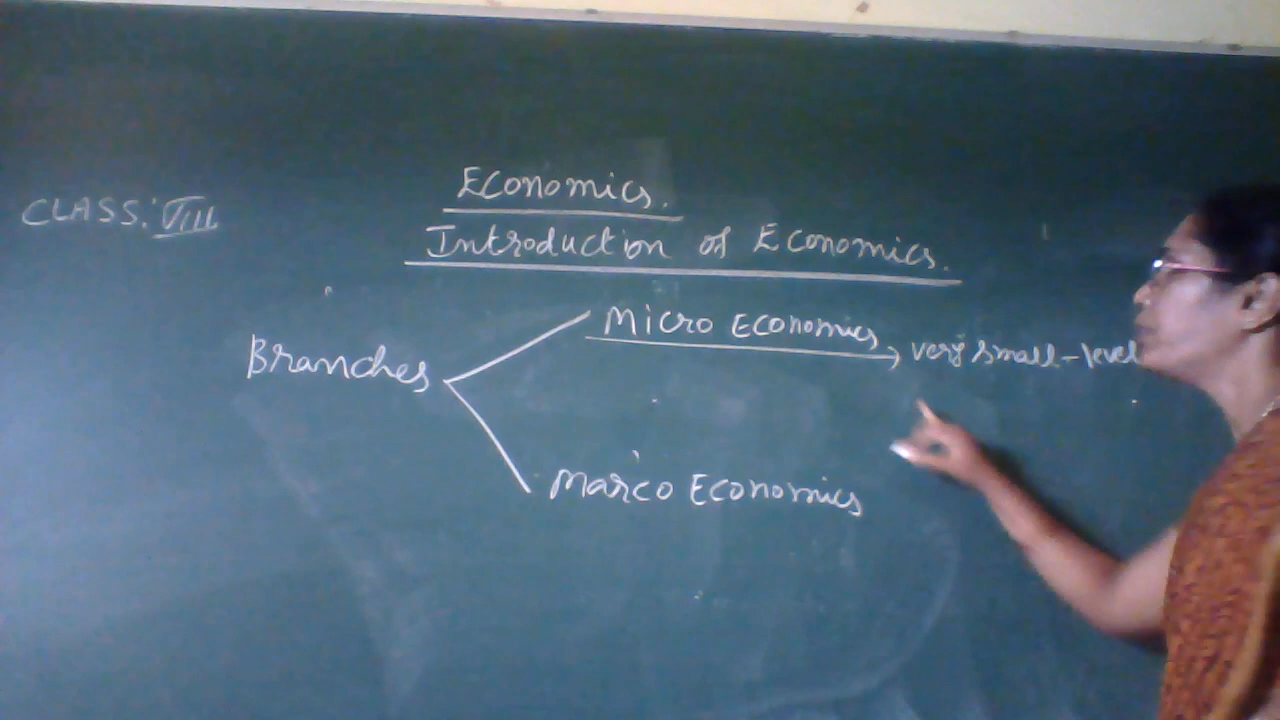 Economics.
CLASS: VIII
Introduction of Economics.
Micro Economics → very small-level
Branches
Marco Economics